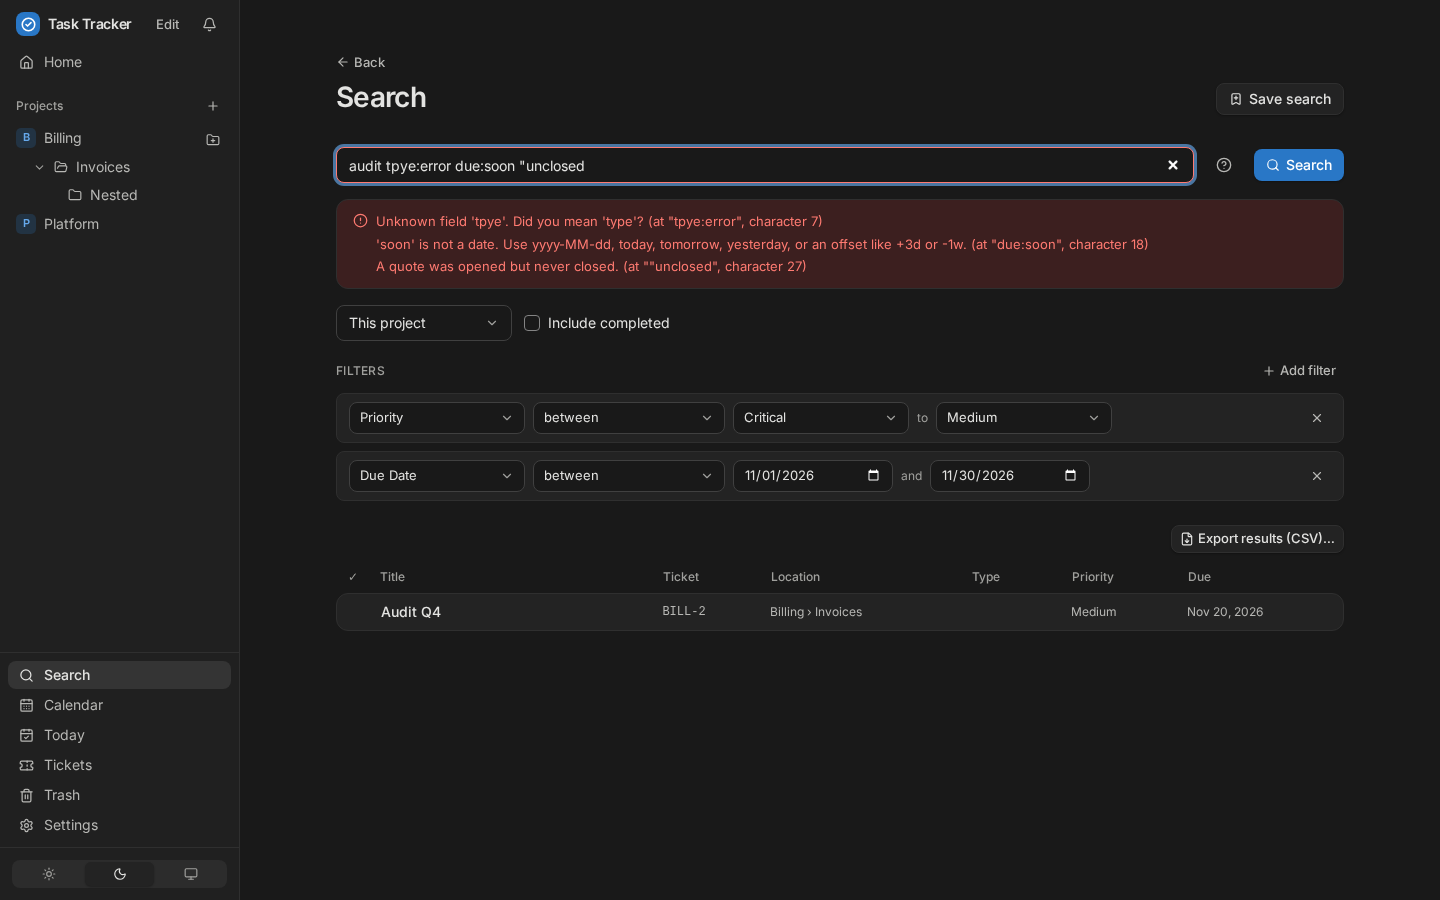 Task Tracker Edit
Home
Projects
B Billing
Invoices
Nested
P Platform
Search
Calendar
Today
Tickets
Trash
Settings
Back
Search
Save search
audit tpye:error due:soon "unclosed
Search
Unknown field 'tpye'. Did you mean 'type'? (at "tpye:error", character 7)
'soon' is not a date. Use yyyy-MM-dd, today, tomorrow, yesterday, or an offset like +3d or -1w. (at "due:soon", character 18)
A quote was opened but never closed. (at ""unclosed", character 27)
This project
Include completed
FILTERS
Add filter
Priority between Critical to Medium
Due Date between 11/01/2026 and 11/30/2026
Export results (CSV)...
✓ Title Ticket Location Type Priority Due
Audit Q4 BILL-2 Billing › Invoices Medium Nov 20, 2026